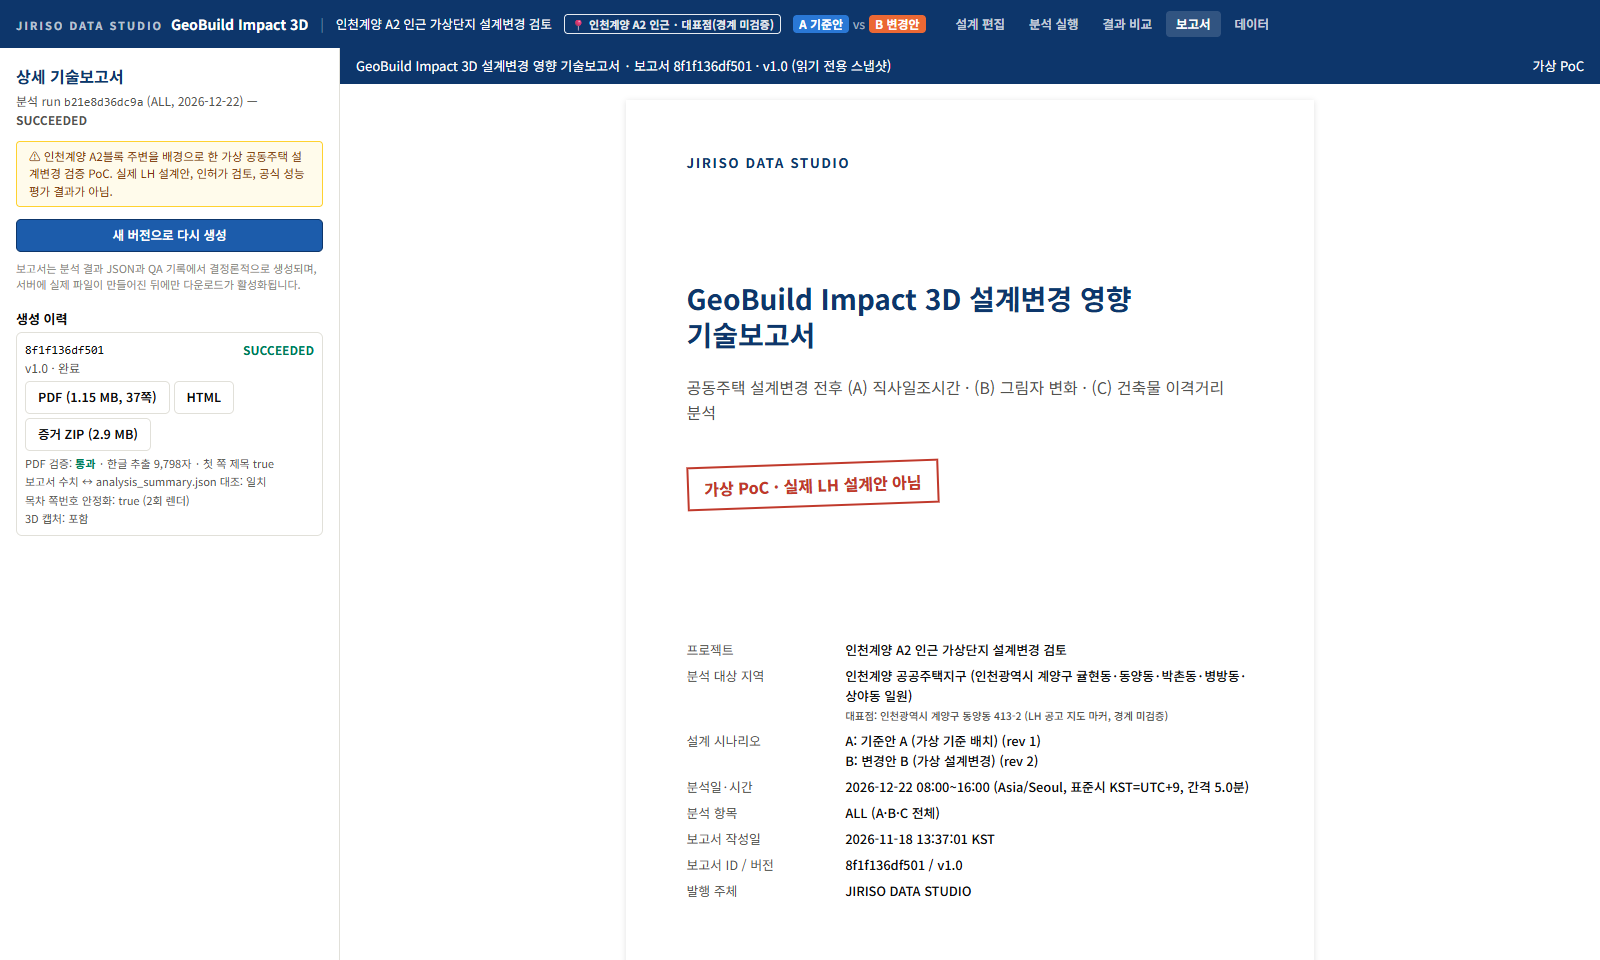 JIRISO DATA STUDIO GeoBuild Impact 3D | 인천계양 A2 인근 가상단지 설계변경 검토 📍 인천계양 A2 인근 · 대표점(경계 미검증) A 기준안 vs B 변경안 설계 편집 분석 실행 결과 비교 보고서 데이터
상세 기술보고서
분석 run b21e8d36dc9a (ALL, 2026-12-22) —
SUCCEEDED
⚠ 인천계양 A2블록 주변을 배경으로 한 가상 공동주택 설
계변경 검증 PoC. 실제 LH 설계안, 인허가 검토, 공식 성능
평가 결과가 아님.
새 버전으로 다시 생성
보고서는 분석 결과 JSON과 QA 기록에서 결정론적으로 생성되며,
서버에 실제 파일이 만들어진 뒤에만 다운로드가 활성화됩니다.
생성 이력
8f1f136df501 SUCCEEDED
v1.0 · 완료
PDF (1.15 MB, 37쪽) HTML
증거 ZIP (2.9 MB)
PDF 검증: 통과 · 한글 추출 9,798자 · 첫 쪽 제목 true
보고서 수치 ↔ analysis_summary.json 대조: 일치
목차 쪽번호 안정화: true (2회 렌더)
3D 캡처: 포함
GeoBuild Impact 3D 설계변경 영향 기술보고서 · 보고서 8f1f136df501 · v1.0 (읽기 전용 스냅샷) 가상 PoC
JIRISO DATA STUDIO
GeoBuild Impact 3D 설계변경 영향
기술보고서
공동주택 설계변경 전후 (A) 직사일조시간 · (B) 그림자 변화 · (C) 건축물 이격거리
분석
가상 PoC · 실제 LH 설계안 아님
프로젝트 인천계양 A2 인근 가상단지 설계변경 검토
분석 대상 지역 인천계양 공공주택지구 (인천광역시 계양구 귤현동·동양동·박촌동·병방동·
상야동 일원)
대표점: 인천광역시 계양구 동양동 413-2 (LH 공고 지도 마커, 경계 미검증)
설계 시나리오 A: 기준안 A (가상 기준 배치) (rev 1)
B: 변경안 B (가상 설계변경) (rev 2)
분석일·시간 2026-12-22 08:00~16:00 (Asia/Seoul, 표준시 KST=UTC+9, 간격 5.0분)
분석 항목 ALL (A·B·C 전체)
보고서 작성일 2026-11-18 13:37:01 KST
보고서 ID / 버전 8f1f136df501 / v1.0
발행 주체 JIRISO DATA STUDIO